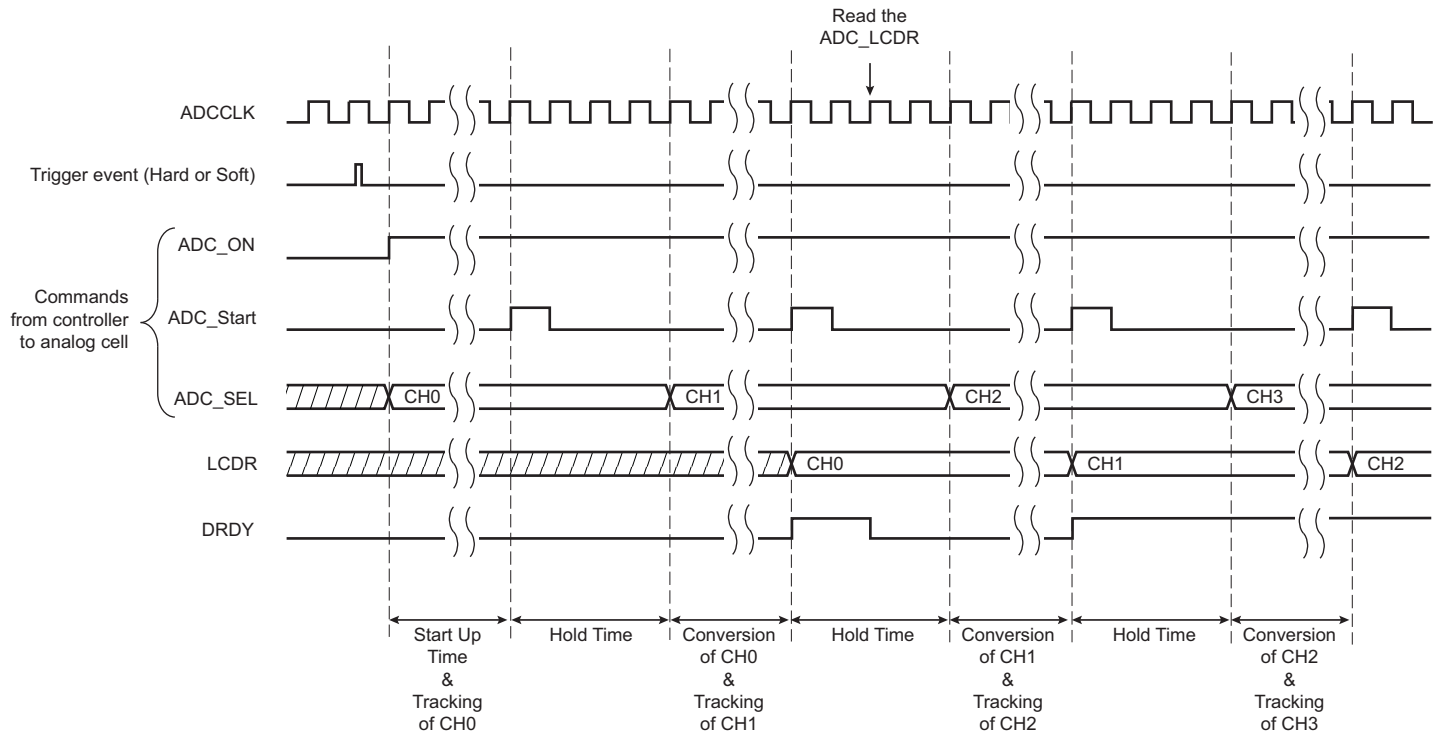 Read the
ADC_LCDR
ADCCLK
Trigger event (Hard or Soft)
ADC_ON
Commands
from controller
to analog cell
ADC_Start
ADC_SEL
CH0
CH1
CH2
CH3
LCDR
CH0
CH1
CH2
DRDY
Start Up
Time
&
Tracking
of CH0
Hold Time
Conversion
of CH0
&
Tracking
of CH1
Hold Time
Conversion
of CH1
&
Tracking
of CH2
Hold Time
Conversion
of CH2
&
Tracking
of CH3